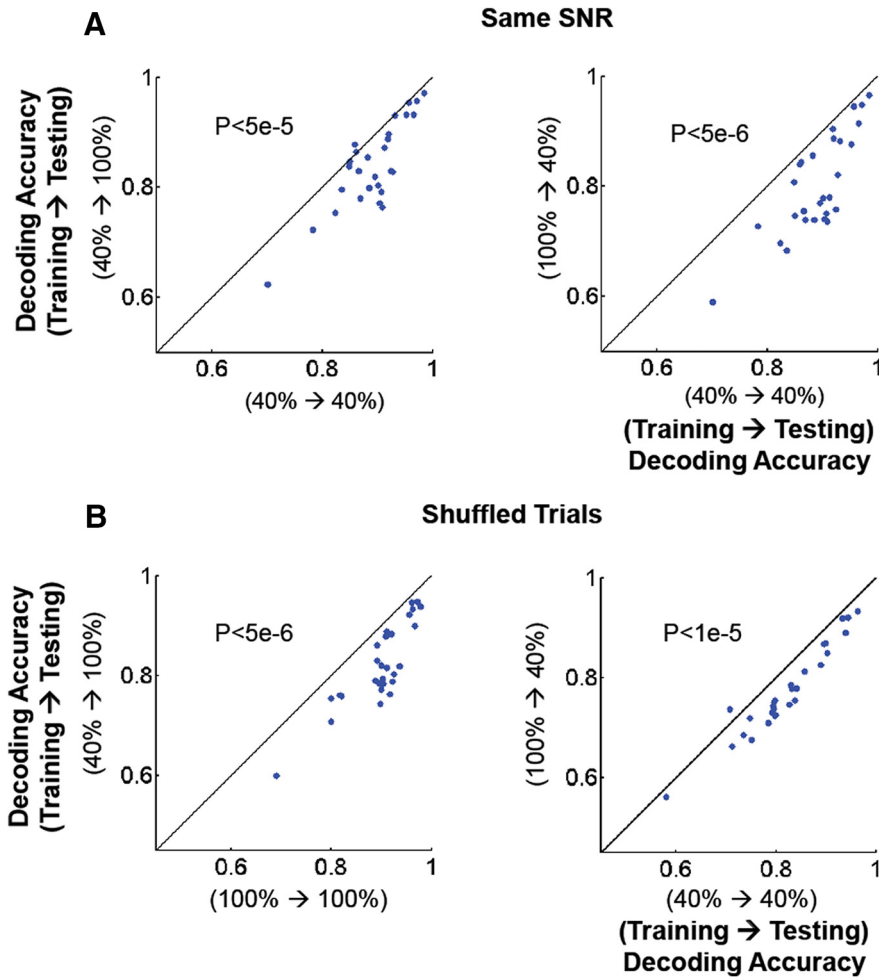 A
Same SNR
Decoding Accuracy
(Training → Testing)
(40% → 100%)
1
0.8
0.6
P<5e-5
0.6
0.8
1
(40% → 40%)
(100% → 40%)
1
0.8
0.6
P<5e-6
0.6
0.8
1
(40% → 40%)
(Training → Testing)
Decoding Accuracy
B
Shuffled Trials
Decoding Accuracy
(Training → Testing)
(40% → 100%)
1
0.8
0.6
P<5e-6
0.6
0.8
1
(100% → 100%)
(100% → 40%)
1
0.8
0.6
P<1e-5
0.6
0.8
1
(40% → 40%)
(Training → Testing)
Decoding Accuracy